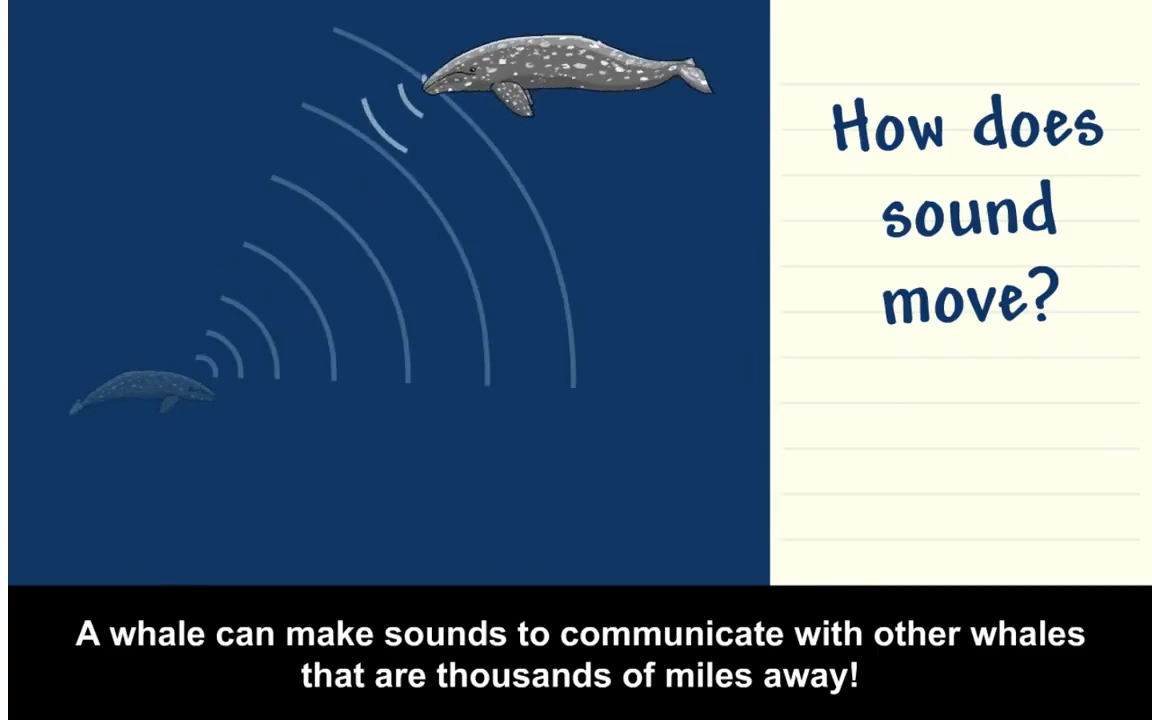 How does
sound
move?
A whale can make sounds to communicate with other whales
that are thousands of miles away!